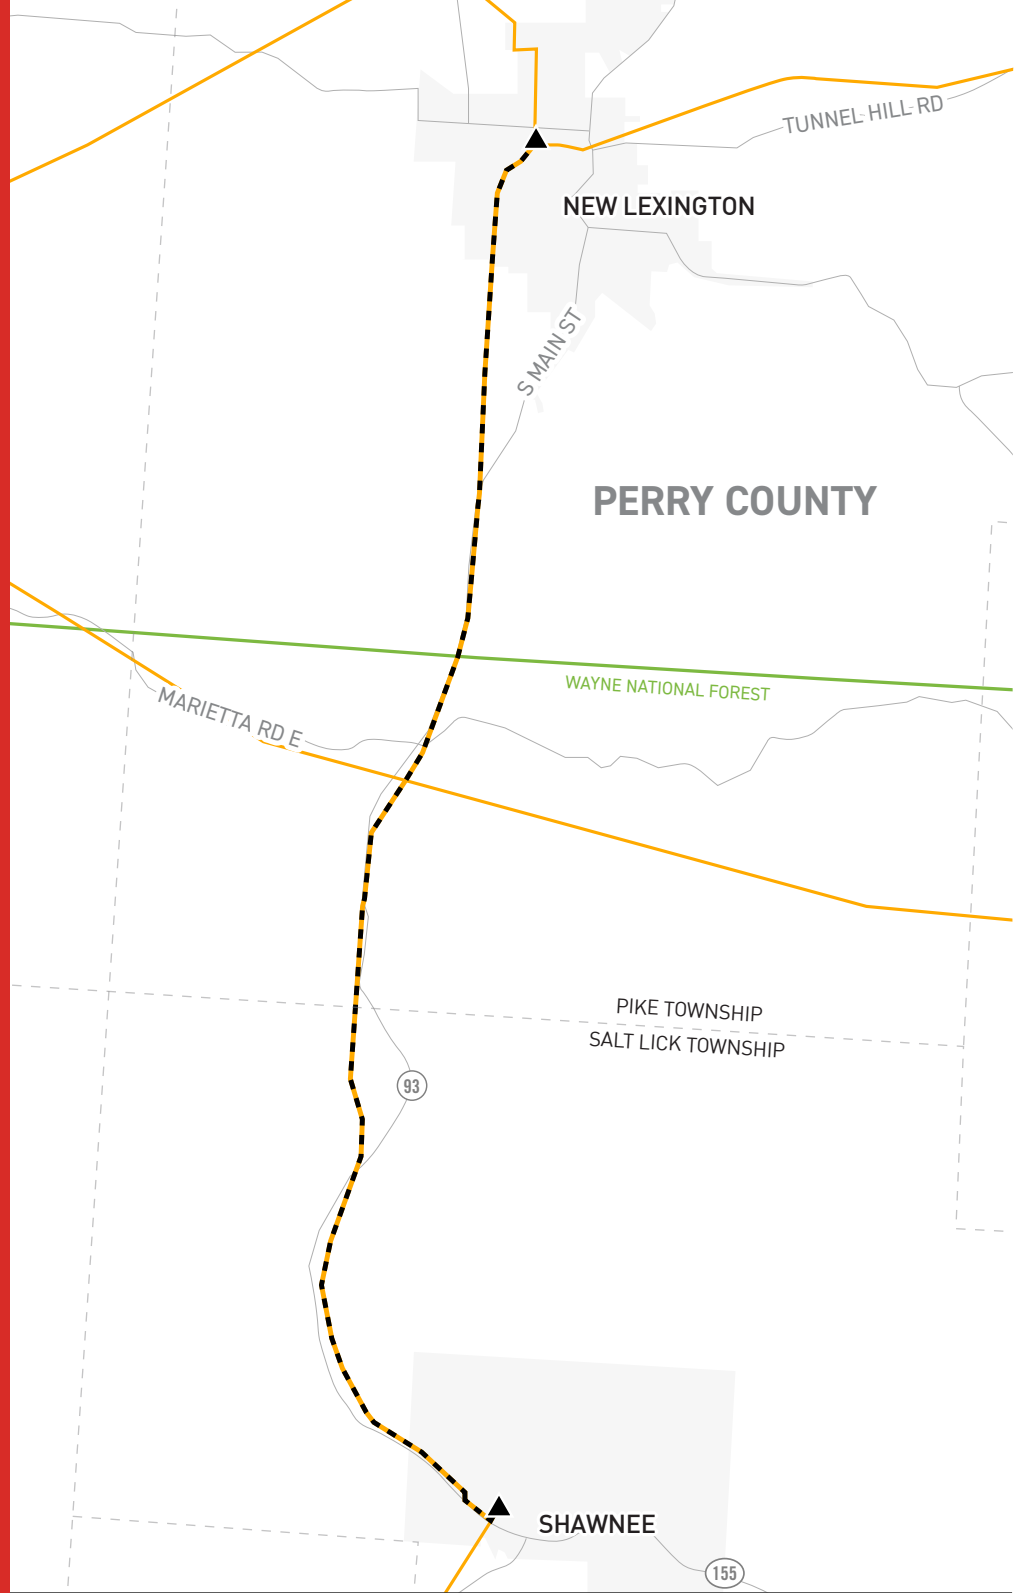 TUNNEL HILL RD
NEW LEXINGTON
S MAIN ST
PERRY COUNTY
WAYNE NATIONAL FOREST
MARIETTA RD E
PIKE TOWNSHIP
SALT LICK TOWNSHIP
93
SHAWNEE
155